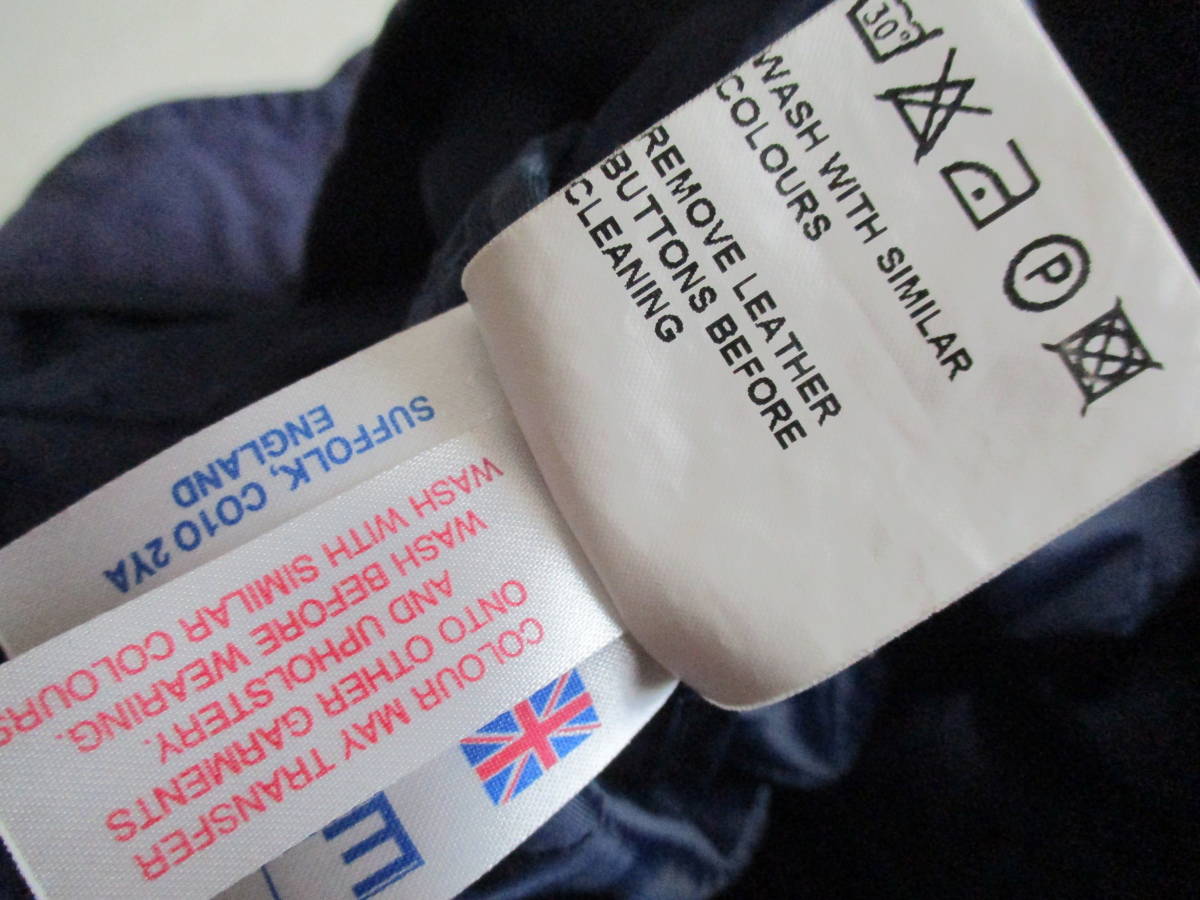 30°
P
WASH WITH SIMILAR
COLOURS
REMOVE LEATHER
BUTTONS BEFORE
CLEANING
SUFFOLK, CO10 2YA
ENGLAND
COLOUR MAY TRANSFER
ONTO OTHER GARMENTS
AND UPHOLSTERY.
WASH BEFORE WEARING.
WASH WITH SIMILAR COLOURS
E